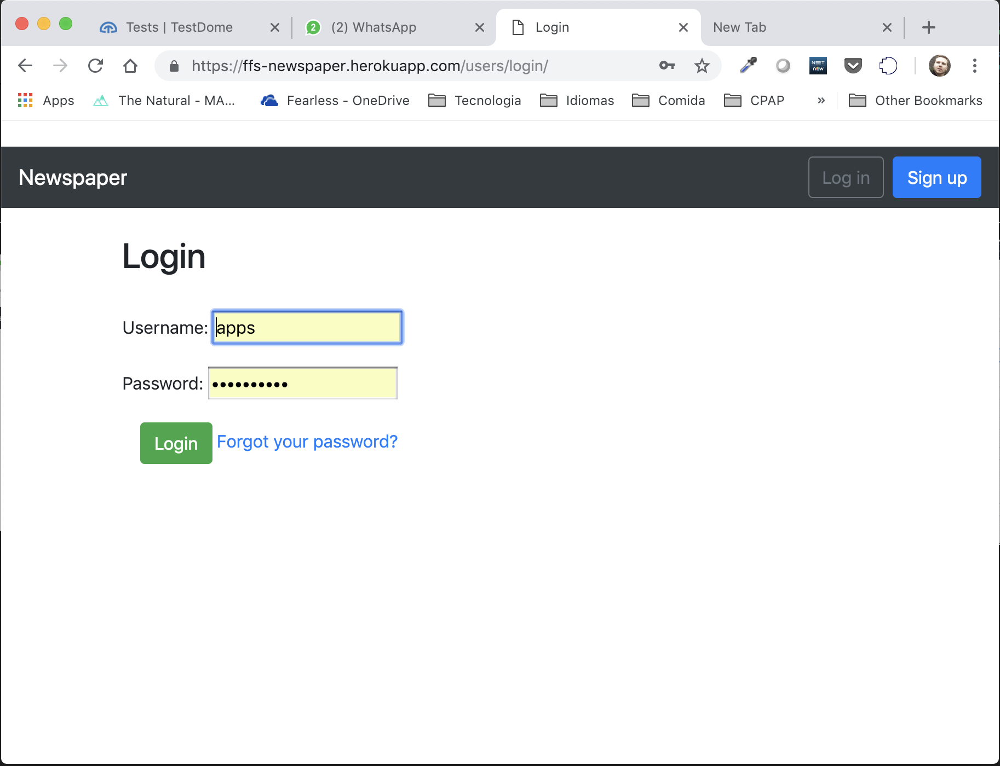 Tests | TestDome
2
(2) WhatsApp
Login
New Tab
https://ffs-newspaper.herokuapp.com/users/login/
NET
now
Apps
The Natural - MA...
Fearless - OneDrive
Tecnologia
Idiomas
Comida
CPAP
»
Other Bookmarks
Newspaper
Log in
Sign up
Login
Username: apps
Password: ••••••••••
Login
Forgot your password?